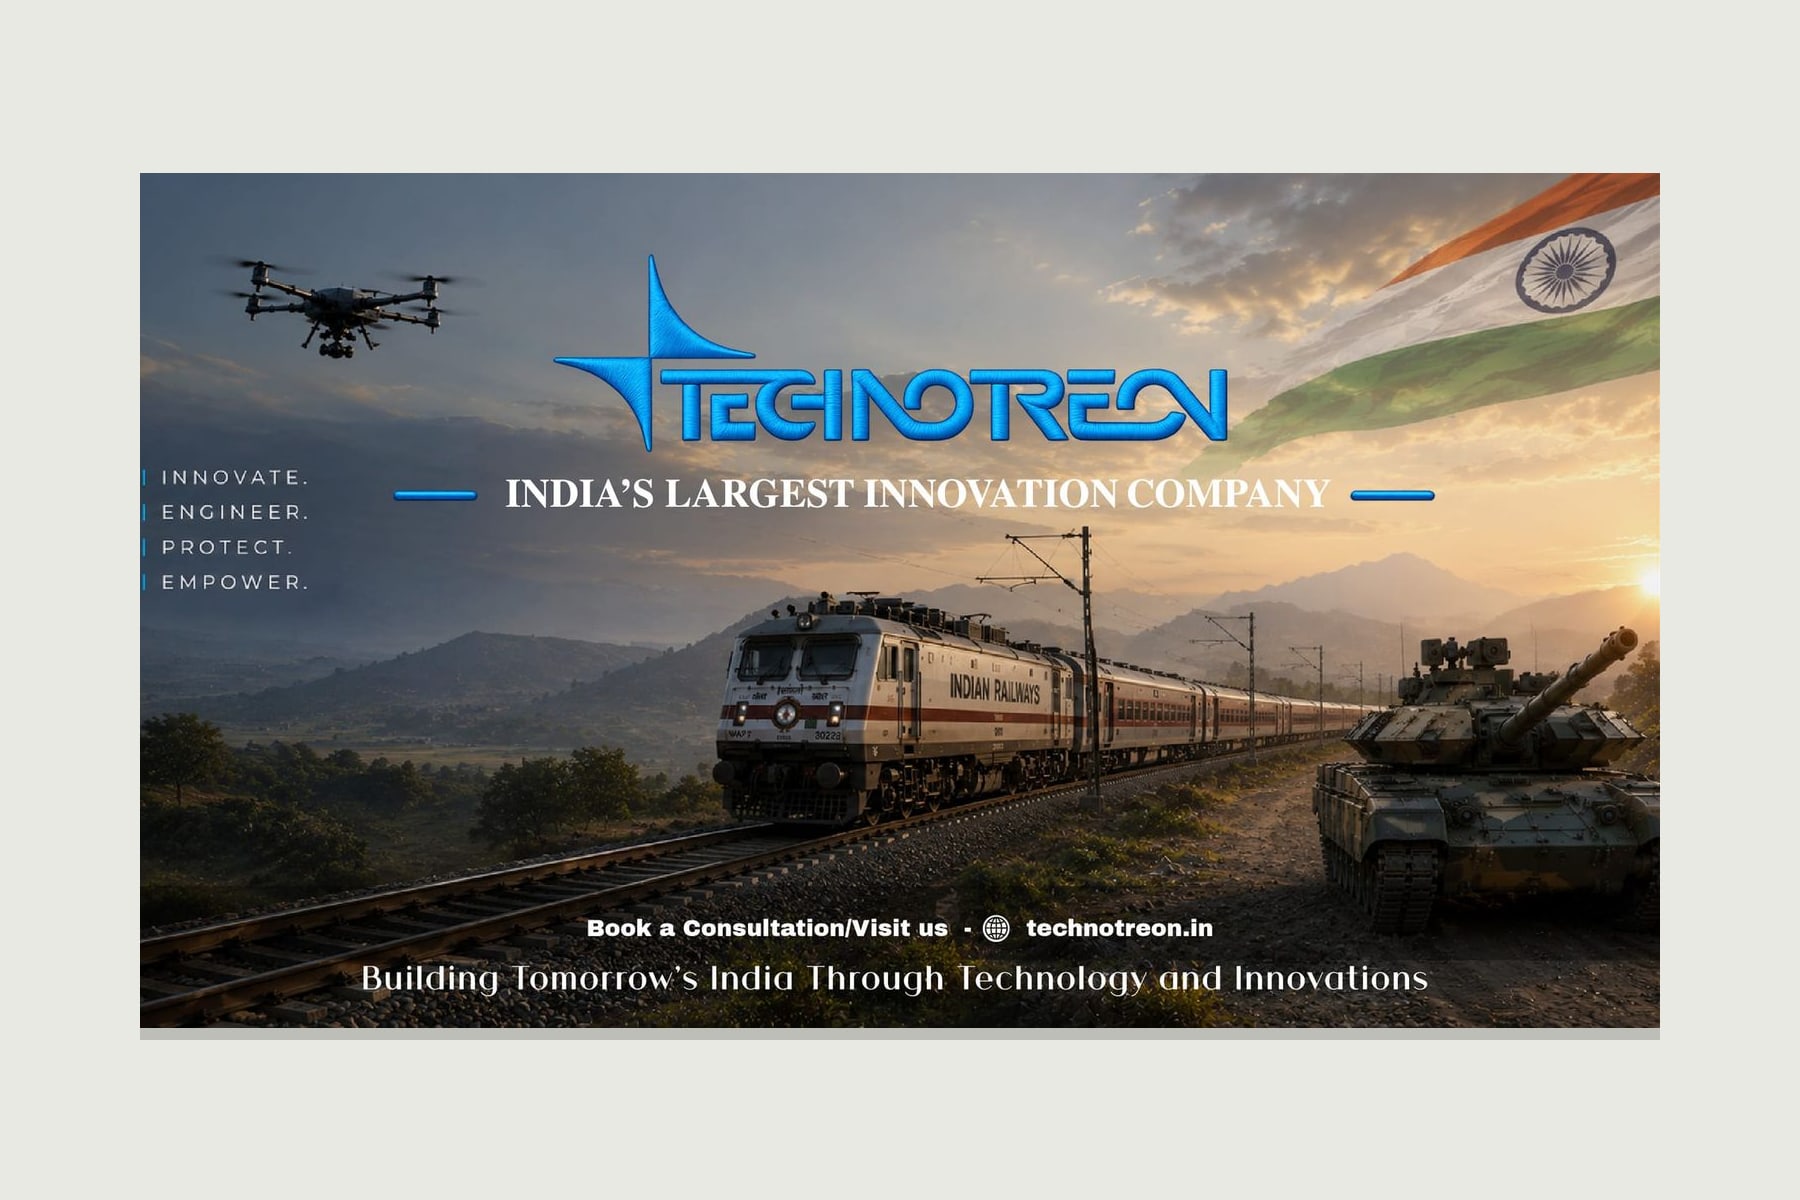 TECHNOTREON
INDIA’S LARGEST INNOVATION COMPANY
INNOVATE.
ENGINEER.
PROTECT.
EMPOWER.
INDIAN RAILWAYS
30228
Book a Consultation/Visit us - technotreon.in
Building Tomorrow’s India Through Technology and Innovations